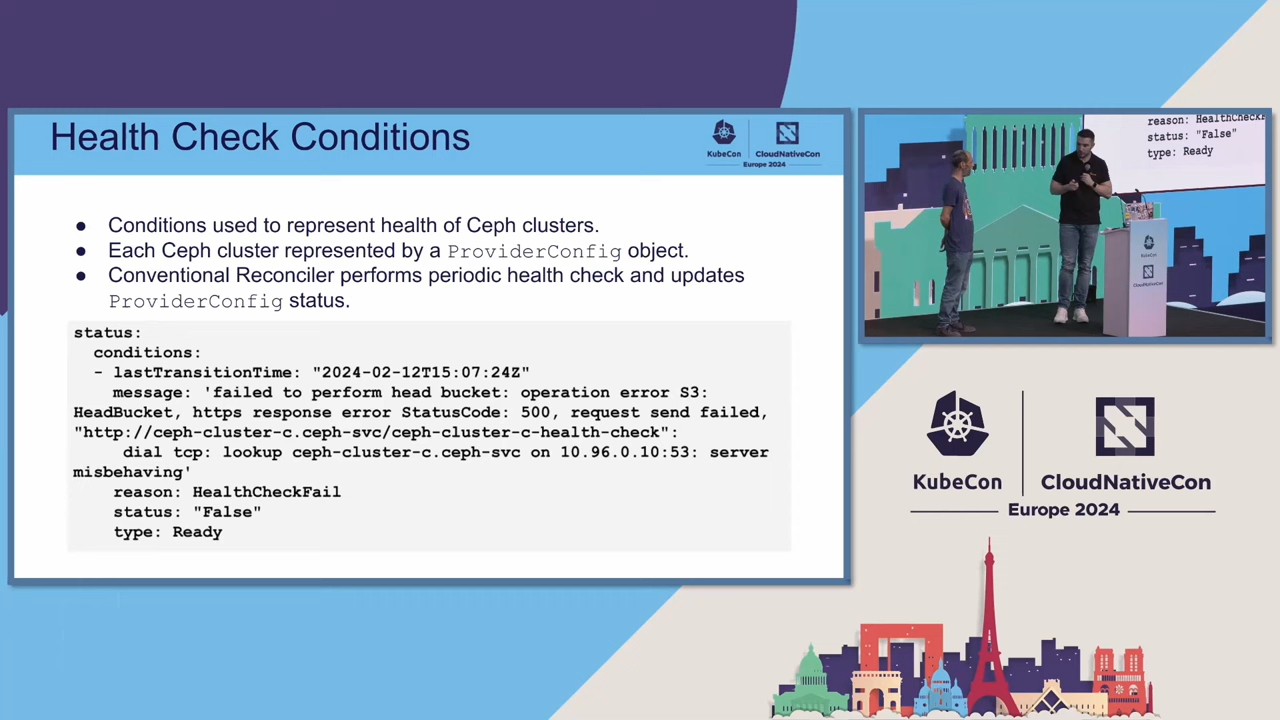 Health Check Conditions
KubeCon
CloudNativeCon
Europe 2024
● Conditions used to represent health of Ceph clusters.
● Each Ceph cluster represented by a ProviderConfig object.
● Conventional Reconciler performs periodic health check and updates
ProviderConfig status.
status:
conditions:
- lastTransitionTime: "2024-02-12T15:07:24Z"
message: 'failed to perform head bucket: operation error S3:
HeadBucket, https response error StatusCode: 500, request send failed,
"http://ceph-cluster-c.ceph-svc/ceph-cluster-c-health-check":
dial tcp: lookup ceph-cluster-c.ceph-svc on 10.96.0.10:53: server
misbehaving'
reason: HealthCheckFail
status: "False"
type: Ready
reason: HealthCheckF
status: "False"
type: Ready
KubeCon
CloudNativeCon
KubeCon
CloudNativeCon
Europe 2024